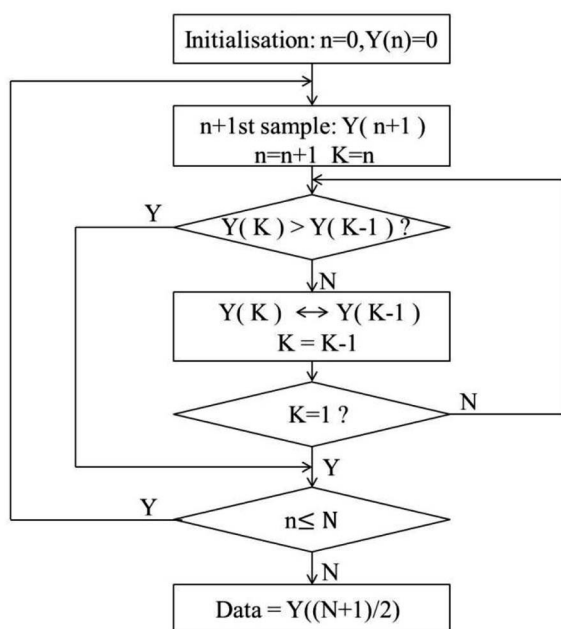 Initialisation: n=0,Y(n)=0
n+1st sample: Y( n+1 )
n=n+1 K=n
Y
Y( K ) > Y( K-1 ) ?
N
Y( K ) ↔ Y( K-1 )
K = K-1
K=1 ?
N
Y
Y
n≤ N
N
Data = Y((N+1)/2)